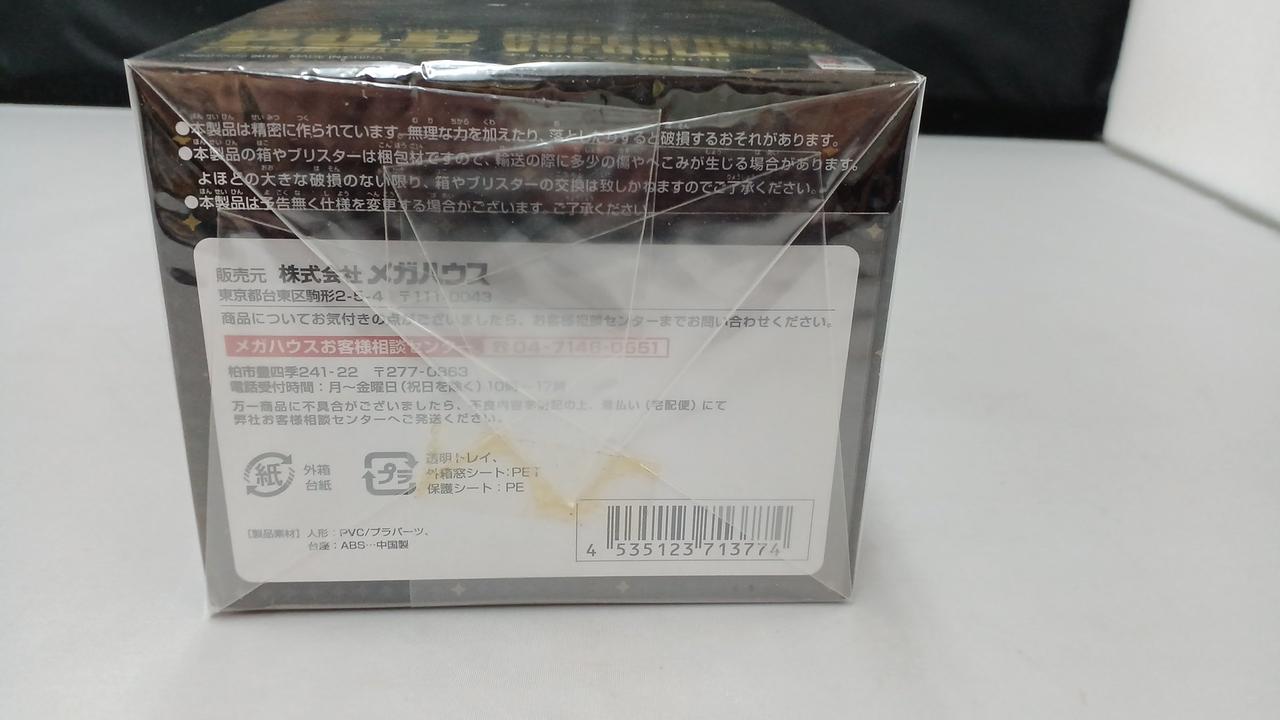 P.O.P
MADE IN CHINA
●本製品は精密に作られています。無理な力を加えたり、落としたりすると破損するおそれがあります。
●本製品の箱やブリスターは梱包材ですので、輸送の際に多少の傷やへこみが生じる場合があります。
よほどの大きな破損のない限り、箱やブリスターの交換は致しかねますのでご了承ください。
●本製品は予告無く仕様を変更する場合がございます。ご了承ください。
販売元 株式会社 メガハウス
東京都台東区駒形2-5-4 〒111-0043
商品についてお気付きの点がございましたら、お客様相談センターまでお問い合わせください。
メガハウスお客様相談センター ☎04-7146-0551
柏市豊四季241-22 〒277-0863
電話受付時間：月～金曜日(祝日を除く)10時～17時
万一商品に不具合がございましたら、不良内容を明記の上、着払い(宅配便)にて
弊社お客様相談センターへご発送ください。
紙 外箱 台紙
プラ 透明トレイ、
外箱窓シート：PET
保護シート：PE
【製品素材】人形：PVC/プラパーツ、
台座：ABS…中国製
4 535123 713774